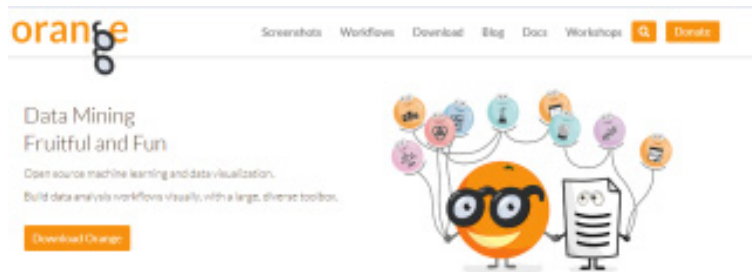 orange
Screenshots Workflows Download Blog Docs Workshops Donate
Data Mining
Fruitful and Fun
Open source machine learning and data visualization.
Build data analysis workflows visually, with a large, diverse toolbox.
Download Orange